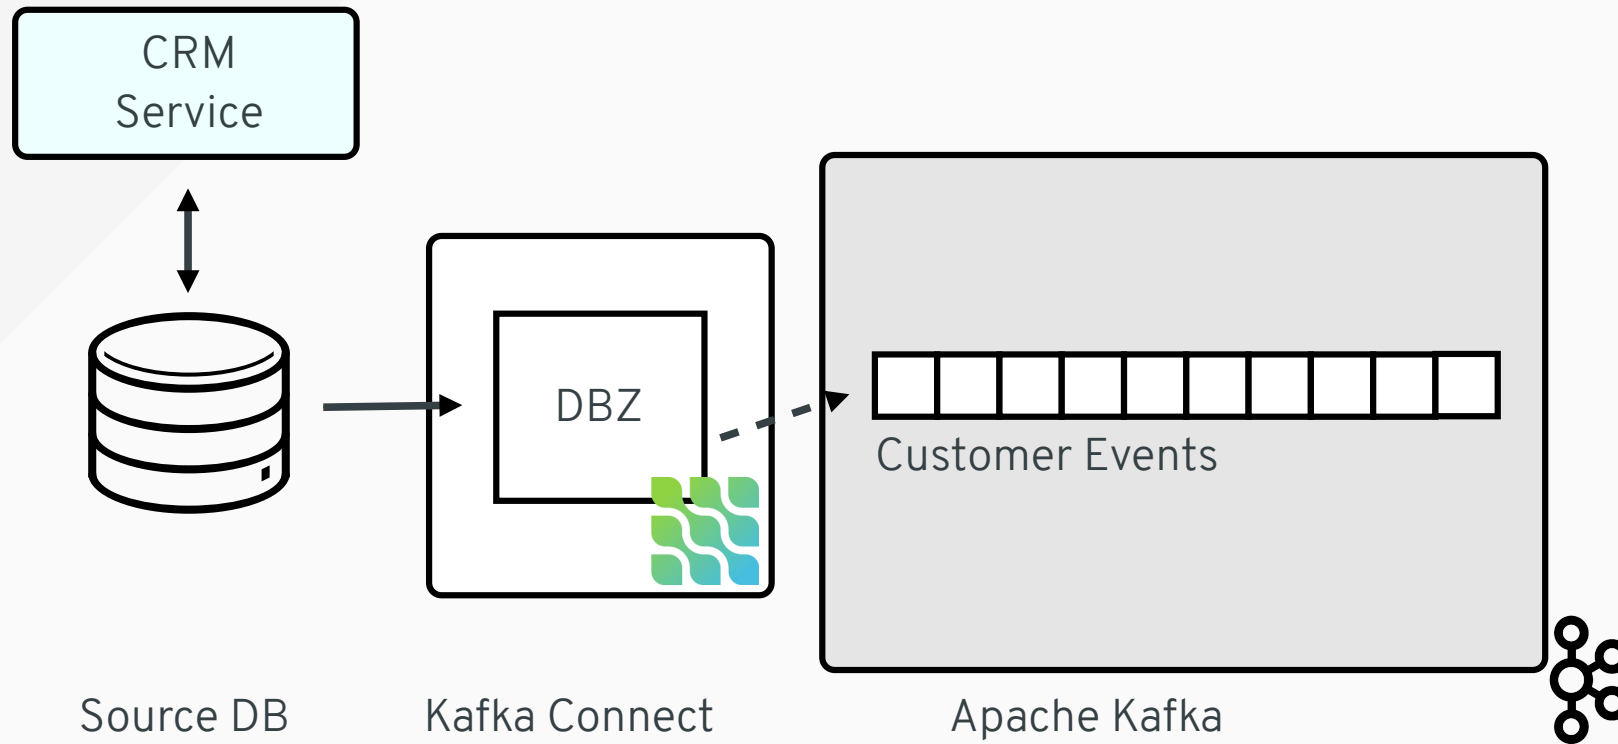 CRM
Service
DBZ
Customer Events
Source DB
Kafka Connect
Apache Kafka